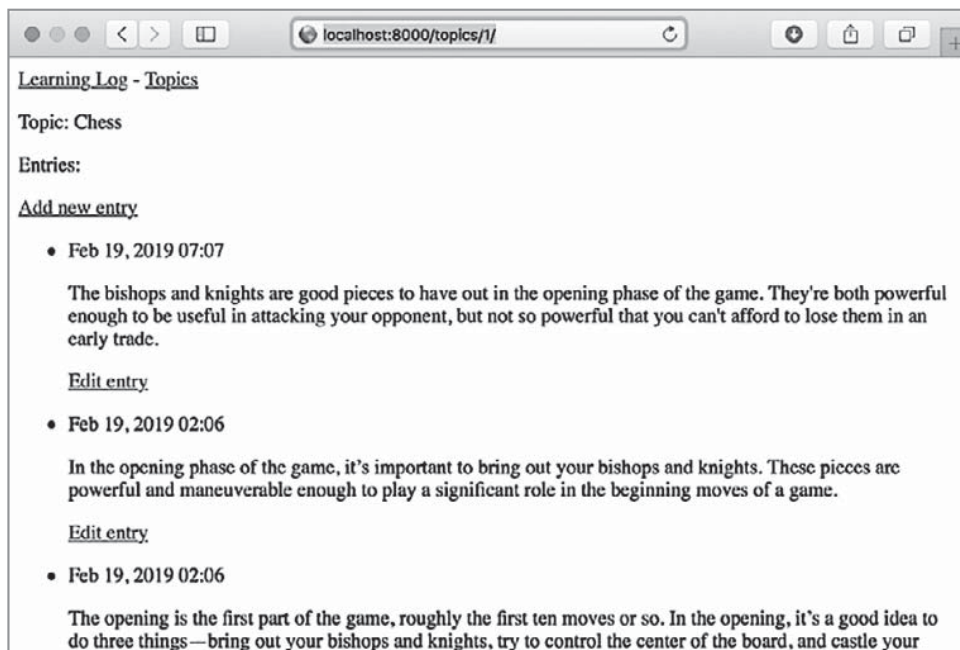 localhost:8000/topics/1/
Learning Log - Topics
Topic: Chess
Entries:
Add new entry
• Feb 19, 2019 07:07
The bishops and knights are good pieces to have out in the opening phase of the game. They're both powerful
enough to be useful in attacking your opponent, but not so powerful that you can't afford to lose them in an
early trade.
Edit entry
• Feb 19, 2019 02:06
In the opening phase of the game, it’s important to bring out your bishops and knights. These pieces are
powerful and maneuverable enough to play a significant role in the beginning moves of a game.
Edit entry
• Feb 19, 2019 02:06
The opening is the first part of the game, roughly the first ten moves or so. In the opening, it’s a good idea to
do three things—bring out your bishops and knights, try to control the center of the board, and castle your